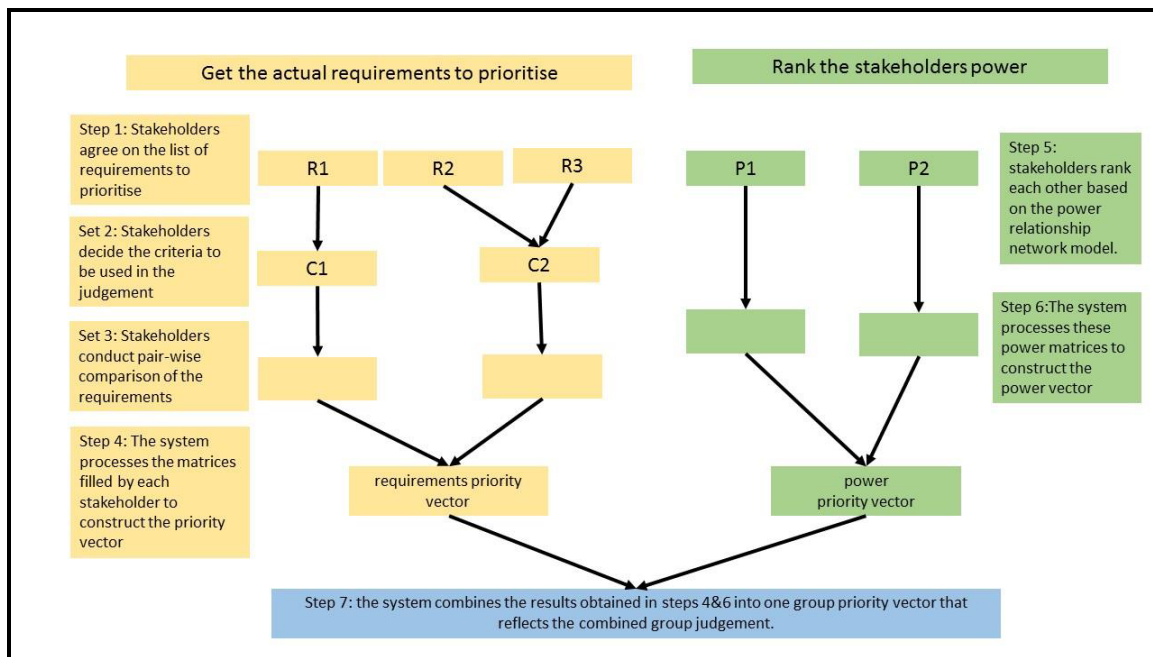 Get the actual requirements to prioritise
Rank the stakeholders power
Step 1: Stakeholders
agree on the list of
requirements to
prioritise
R1
R2
R3
P1
P2
Step 5:
stakeholders rank
each other based
on the power
relationship
network model.
Set 2: Stakeholders
decide the criteria to
be used in the
judgement
C1
C2
Set 3: Stakeholders
conduct pair-wise
comparison of the
requirements
Step 6:The system
processes these
power matrices to
construct the
power vector
Step 4: The system
processes the matrices
filled by each
stakeholder to
construct the priority
vector
requirements priority
vector
power
priority vector
Step 7: the system combines the results obtained in steps 4&6 into one group priority vector that
reflects the combined group judgement.